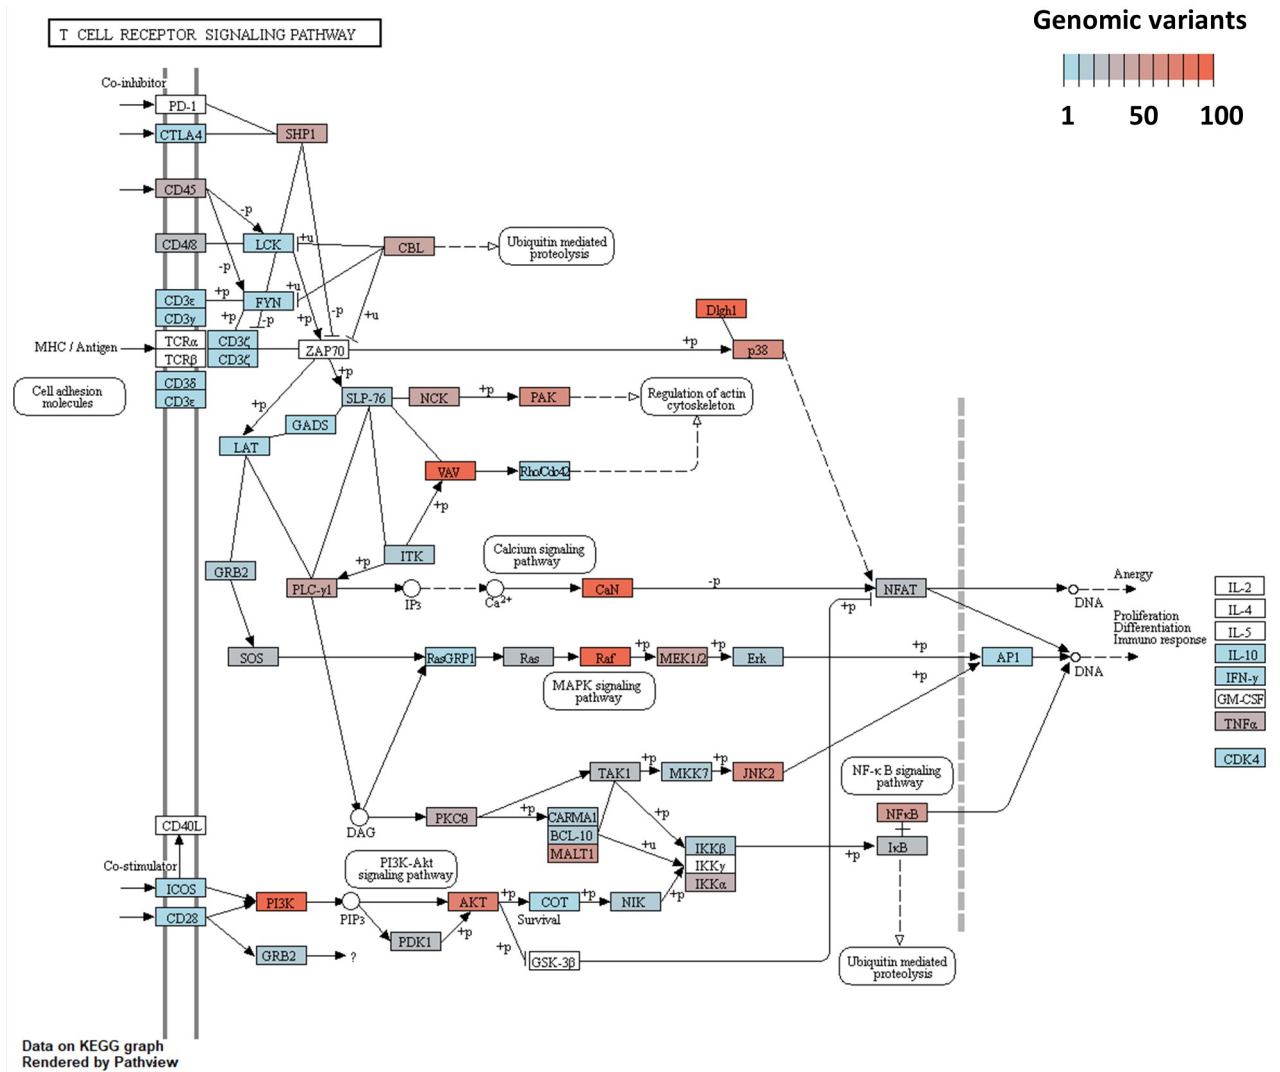 T CELL RECEPTOR SIGNALING PATHWAY
Genomic variants
1 50 100
Co-inhibitor
PD-1
CTLA4
SHP1
CD45
-p
CD4/8
LCK
+u
CBL
Ubiquitin mediated
proteolysis
-p
CD3ε
+p
FYN
+u
CD3γ
+p
-p
+p
-p
+u
Dlgh1
MHC / Antigen
TCRα
CD3ζ
ZAP70
+p
p38
TCRβ
CD3ζ
+p
Cell adhesion
molecules
CD3δ
CD3ε
+p
SLP-76
NCK
+p
PAK
Regulation of actin
cytoskeleton
GADS
LAT
VAV
Rho/Cdc42
+p
ITK
+p
GRB2
Calcium signaling
pathway
PLC-γ1
IP3
Ca2+
CaN
-p
NFAT
+p
DNA
Anergy
Proliferation
Differentiation
Immuno response
SOS
RasGRP1
Ras
Raf
+p
MEK1/2
+p
Erk
+p
AP1
DNA
+p
MAPK signaling
pathway
IL-2
IL-4
IL-5
IL-10
IFN-γ
GM-CSF
TNFα
CDK4
TAK1
+p
MKK7
+p
JNK2
NF-κB signaling
pathway
DAG
PKCθ
+p
CARMA1
BCL-10
MALT1
+p
+u
IKKβ
IKKγ
IKKα
+p
NFκB
IκB
CD40L
Co-stimulator
ICOS
CD28
PI3K
PIP3
PI3K-Akt
signaling pathway
AKT
+p
COT
+p
NIK
+p
Survival
PDK1
+p
+p
GSK-3β
GRB2
?
Ubiquitin mediated
proteolysis
Data on KEGG graph
Rendered by Pathview